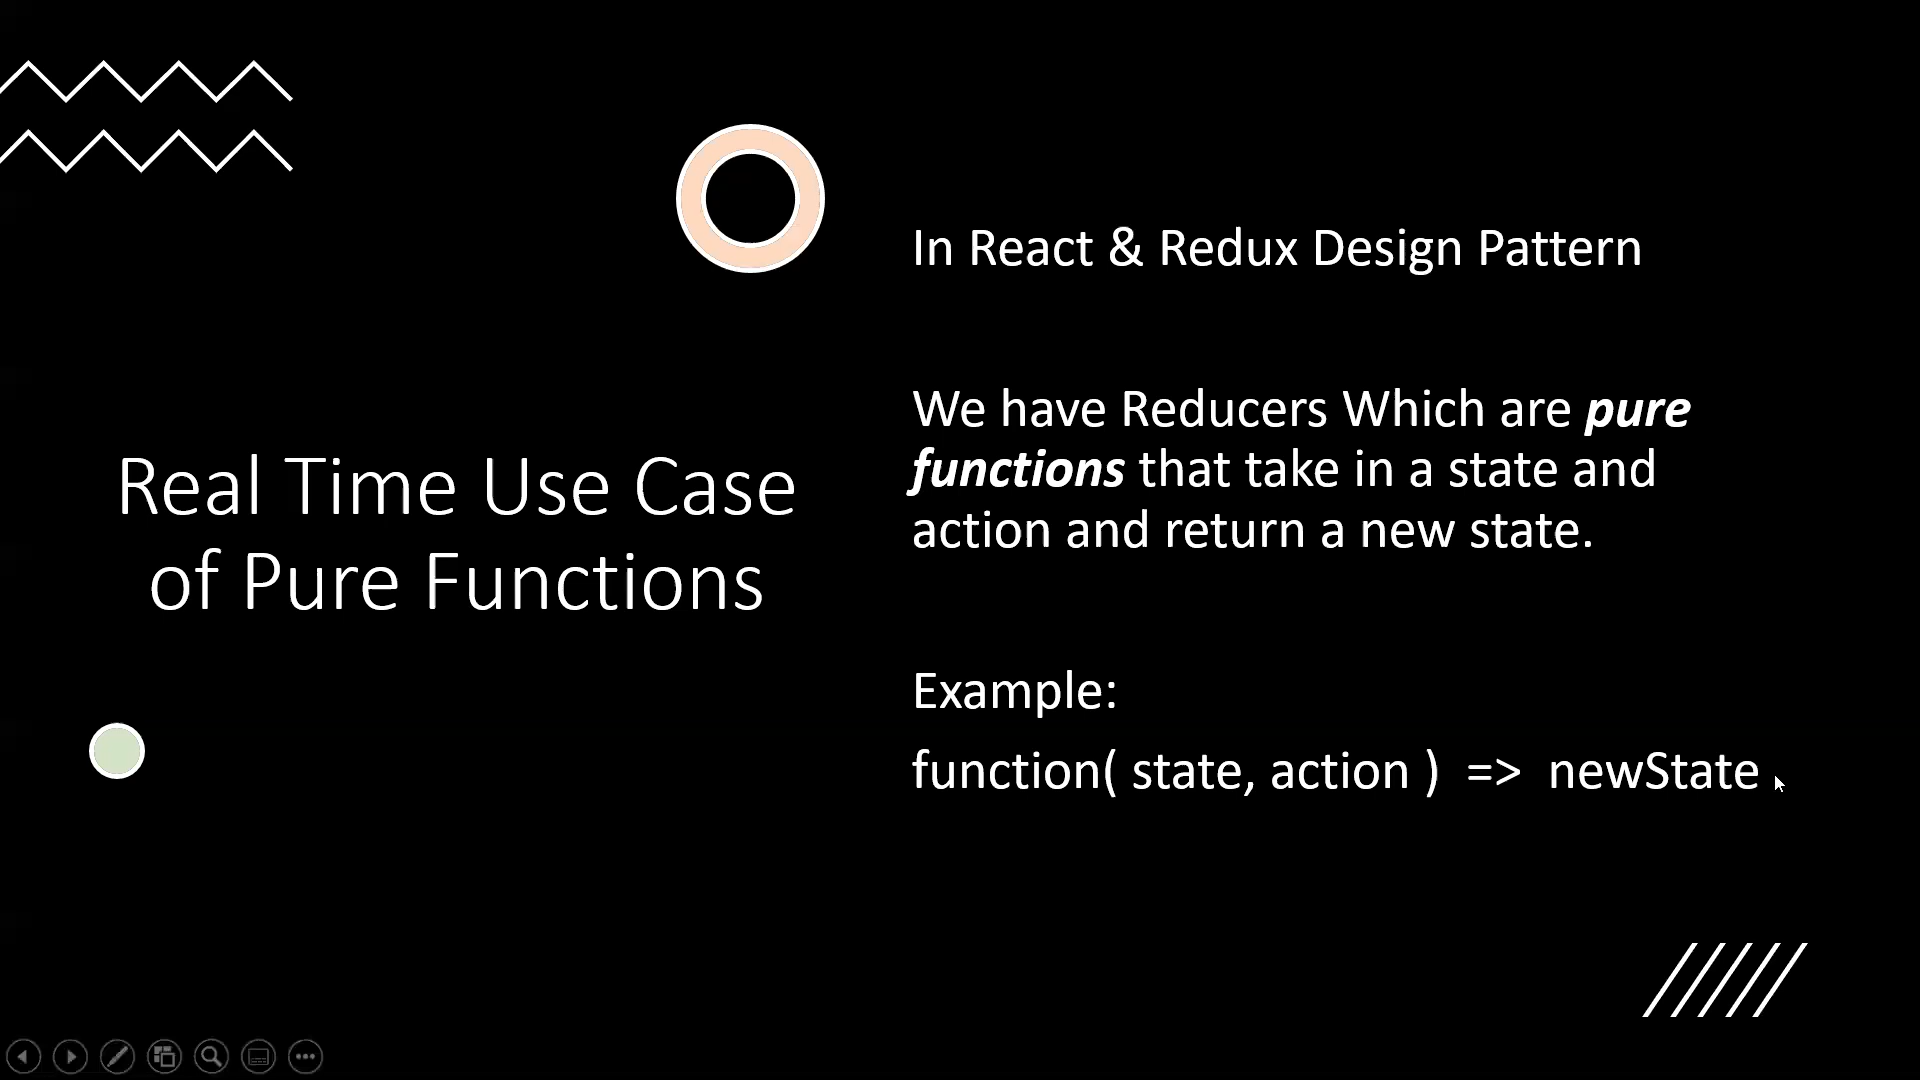 Real Time Use Case
of Pure Functions
In React & Redux Design Pattern
We have Reducers Which are pure
functions that take in a state and
action and return a new state.
Example:
function( state, action ) => newState